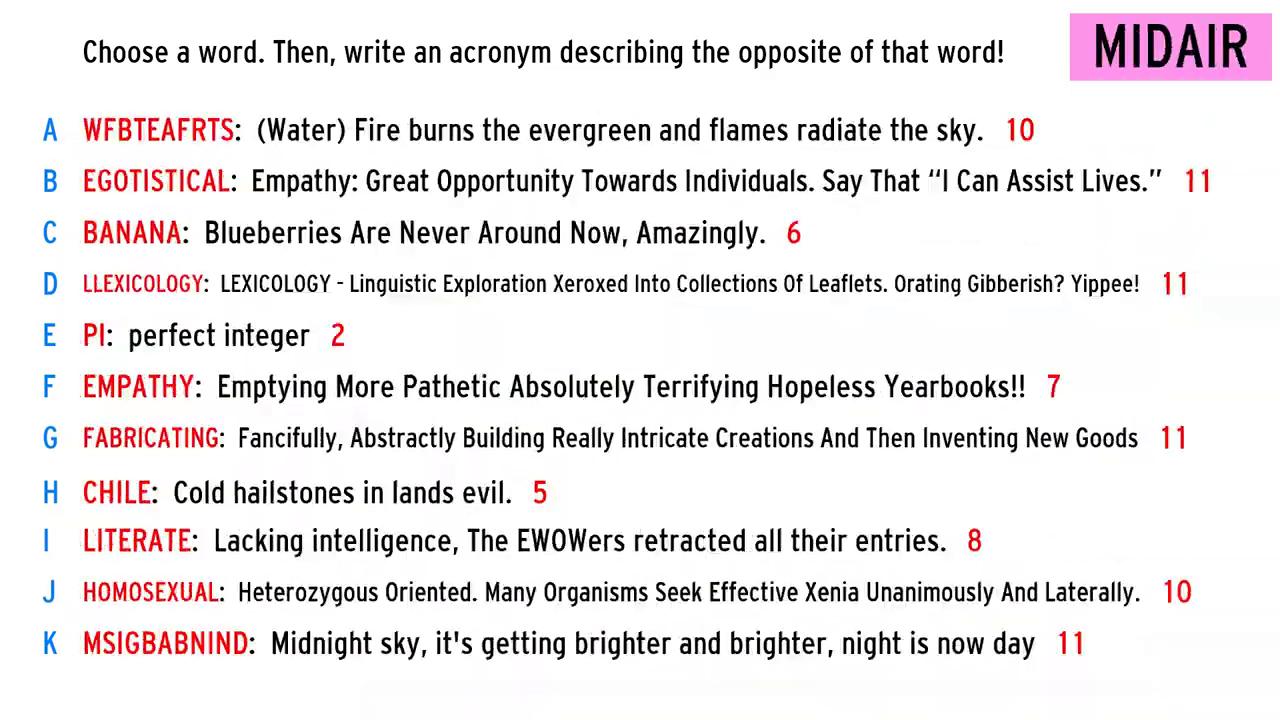 Choose a word. Then, write an acronym describing the opposite of that word!
MIDAIR
A WFBTEAFRTS: (Water) Fire burns the evergreen and flames radiate the sky. 10
B EGOTISTICAL: Empathy: Great Opportunity Towards Individuals. Say That “I Can Assist Lives.” 11
C BANANA: Blueberries Are Never Around Now, Amazingly. 6
D LLEXICOLOGY: LEXICOLOGY - Linguistic Exploration Xeroxed Into Collections Of Leaflets. Orating Gibberish? Yippee! 11
E PI: perfect integer 2
F EMPATHY: Emptying More Pathetic Absolutely Terrifying Hopeless Yearbooks!! 7
G FABRICATING: Fancifully, Abstractly Building Really Intricate Creations And Then Inventing New Goods 11
H CHILE: Cold hailstones in lands evil. 5
I LITERATE: Lacking intelligence, The EWOWers retracted all their entries. 8
J HOMOSEXUAL: Heterozygous Oriented. Many Organisms Seek Effective Xenia Unanimously And Laterally. 10
K MSIGBABNIND: Midnight sky, it's getting brighter and brighter, night is now day 11